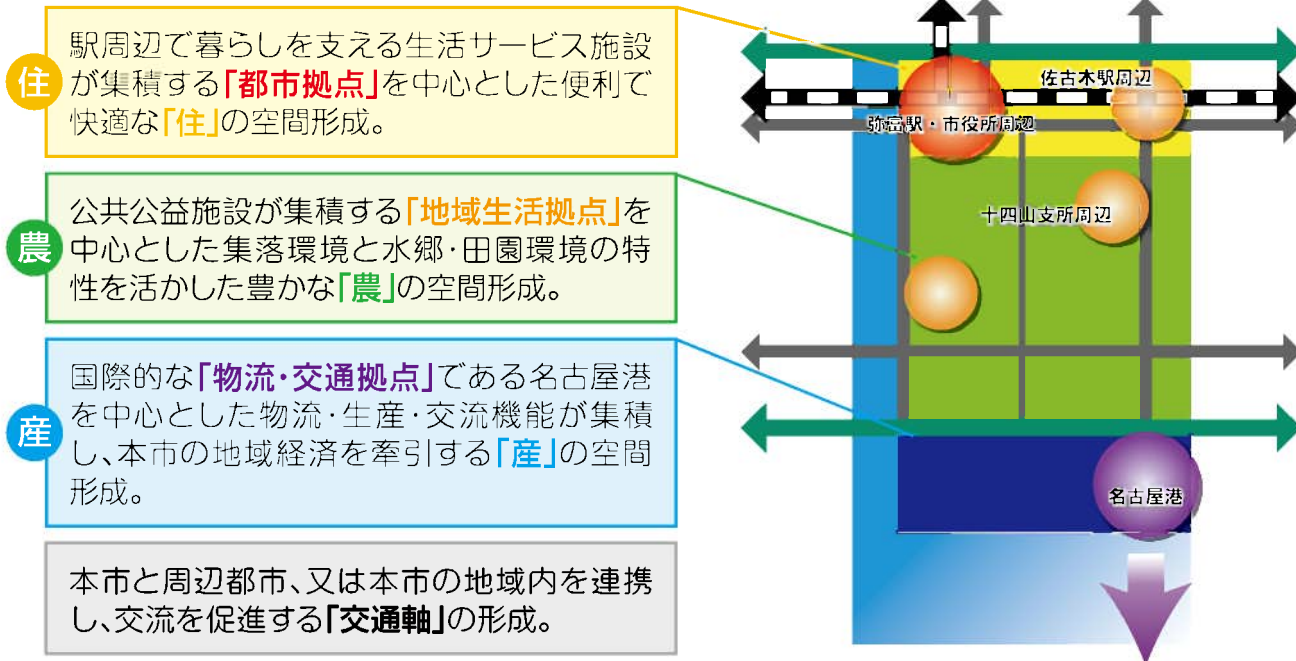 住
駅周辺で暮らしを支える生活サービス施設
が集積する「都市拠点」を中心とした便利で
快適な「住」の空間形成。
農
公共公益施設が集積する「地域生活拠点」を
中心とした集落環境と水郷・田園環境の特
性を活かした豊かな「農」の空間形成。
産
国際的な「物流・交通拠点」である名古屋港
を中心とした物流・生産・交流機能が集積
し、本市の地域経済を牽引する「産」の空間
形成。
本市と周辺都市、又は本市の地域内を連携
し、交流を促進する「交通軸」の形成。
佐古木駅周辺
弥富駅・市役所周辺
十四山支所周辺
名古屋港